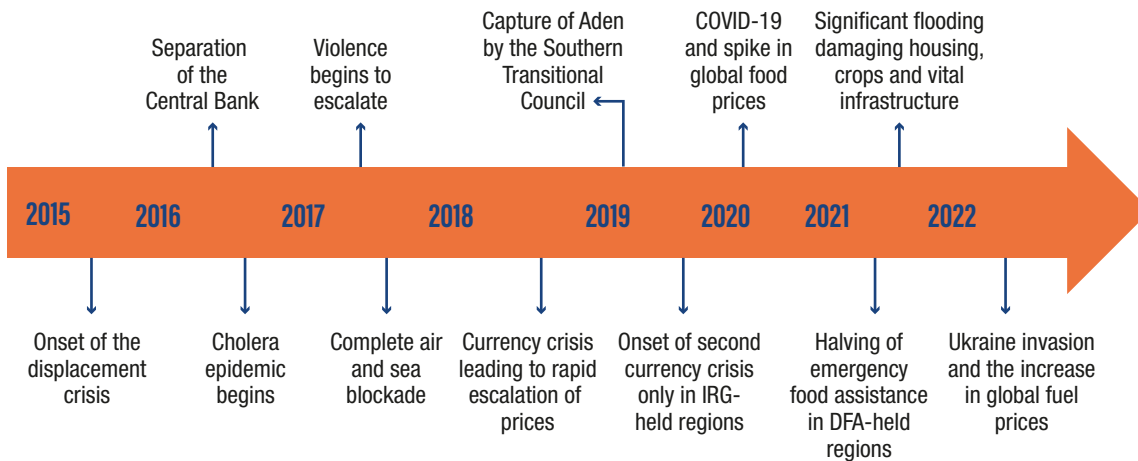 Separation
of the
Central Bank
Violence
begins to
escalate
Capture of Aden
by the Southern
Transitional
Council
COVID-19
and spike in
global food
prices
Significant flooding
damaging housing,
crops and vital
infrastructure
2015
2016
2017
2018
2019
2020
2021
2022
Onset of the
displacement
crisis
Cholera
epidemic
begins
Complete air
and sea
blockade
Currency crisis
leading to rapid
escalation of
prices
Onset of second
currency crisis
only in IRG-
held regions
Halving of
emergency
food assistance
in DFA-held
regions
Ukraine invasion
and the increase
in global fuel
prices